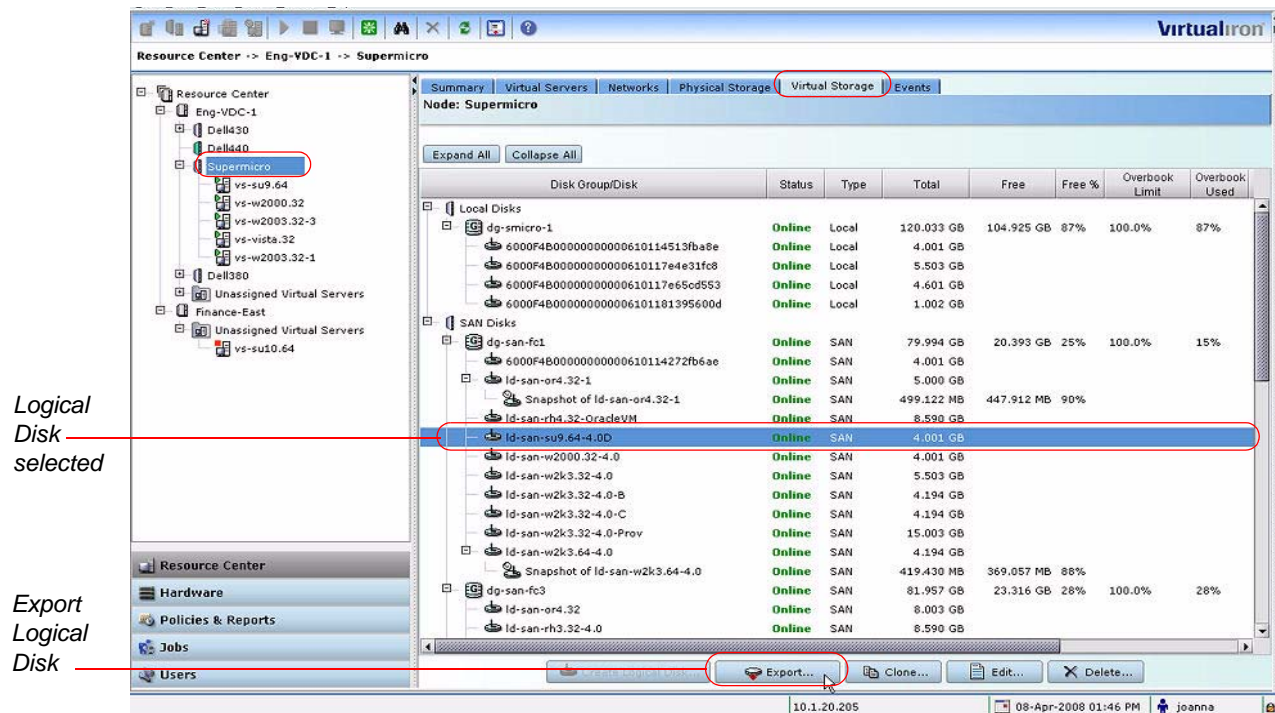 Virtualiron
Resource Center -> Eng-VDC-1 -> Supermicro
Resource Center
Eng-VDC-1
Dell430
Dell440
Supermicro
vs-su9.64
vs-w2000.32
vs-w2003.32-3
vs-vista.32
vs-w2003.32-1
Dell380
Unassigned Virtual Servers
Finance-East
Unassigned Virtual Servers
vs-su10.64
Resource Center
Hardware
Policies & Reports
Jobs
Users
Summary Virtual Servers Networks Physical Storage Virtual Storage Events
Node: Supermicro
Expand All Collapse All
Disk Group/Disk Status Type Total Free Free % Overbook Limit Overbook Used
Local Disks
dg-smicro-1 Online Local 120.033 GB 104.925 GB 87% 100.0% 87%
6000F4B00000000000610114513fba8e Online Local 4.001 GB
6000F4B00000000000610117e4e31fc8 Online Local 5.503 GB
6000F4B00000000000610117e65cd553 Online Local 4.601 GB
6000F4B000000000006101181395600d Online Local 1.002 GB
SAN Disks
dg-san-fc1 Online SAN 79.994 GB 20.393 GB 25% 100.0% 15%
6000F4B00000000000610114272fb6ae Online SAN 4.001 GB
ld-san-or4.32-1 Online SAN 5.000 GB
Snapshot of ld-san-or4.32-1 Online SAN 499.122 MB 447.912 MB 90%
ld-san-rh4.32-OracleVM Online SAN 8.590 GB
ld-san-su9.64-4.0D Online SAN 4.001 GB
ld-san-w2000.32-4.0 Online SAN 4.001 GB
ld-san-w2k3.32-4.0 Online SAN 5.503 GB
ld-san-w2k3.32-4.0-B Online SAN 4.194 GB
ld-san-w2k3.32-4.0-C Online SAN 4.194 GB
ld-san-w2k3.32-4.0-Prov Online SAN 15.003 GB
ld-san-w2k3.64-4.0 Online SAN 4.194 GB
Snapshot of ld-san-w2k3.64-4.0 Online SAN 419.430 MB 369.057 MB 88%
dg-san-fc3 Online SAN 81.957 GB 23.316 GB 28% 100.0% 28%
ld-san-or4.32 Online SAN 8.003 GB
ld-san-rh3.32-4.0 Online SAN 8.590 GB
Create Logical Disk... Export... Clone... Edit... Delete...
10.1.20.205 08-Apr-2008 01:46 PM joanna
Logical
Disk
selected
Export
Logical
Disk